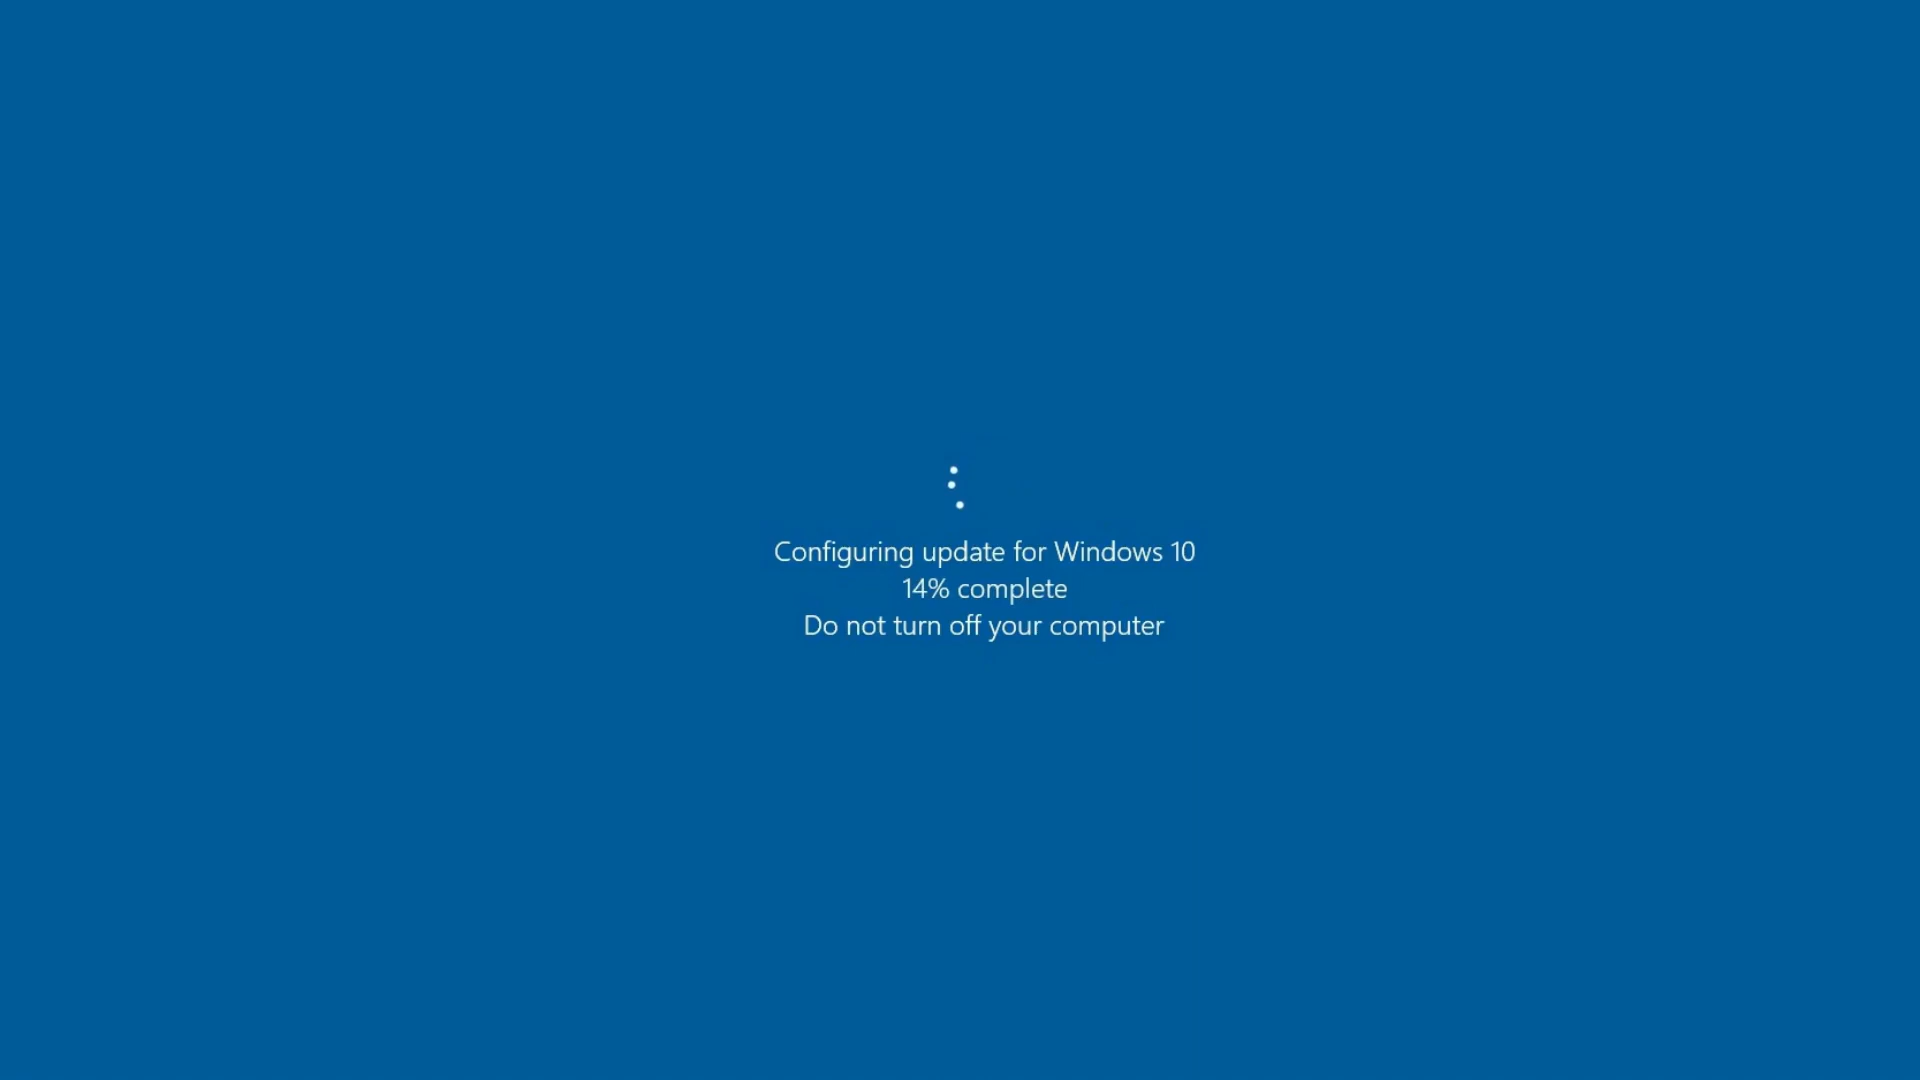 Configuring update for Windows 10
14% complete
Do not turn off your computer